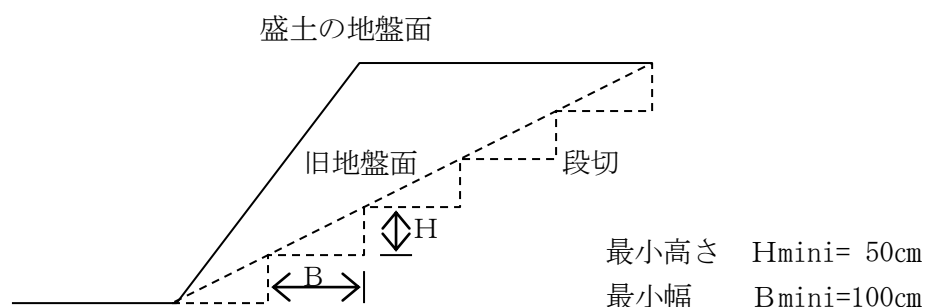 盛土の地盤面
旧地盤面
段切
H
B
最小高さ Hmini= 50cm
最小幅 Bmini=100cm